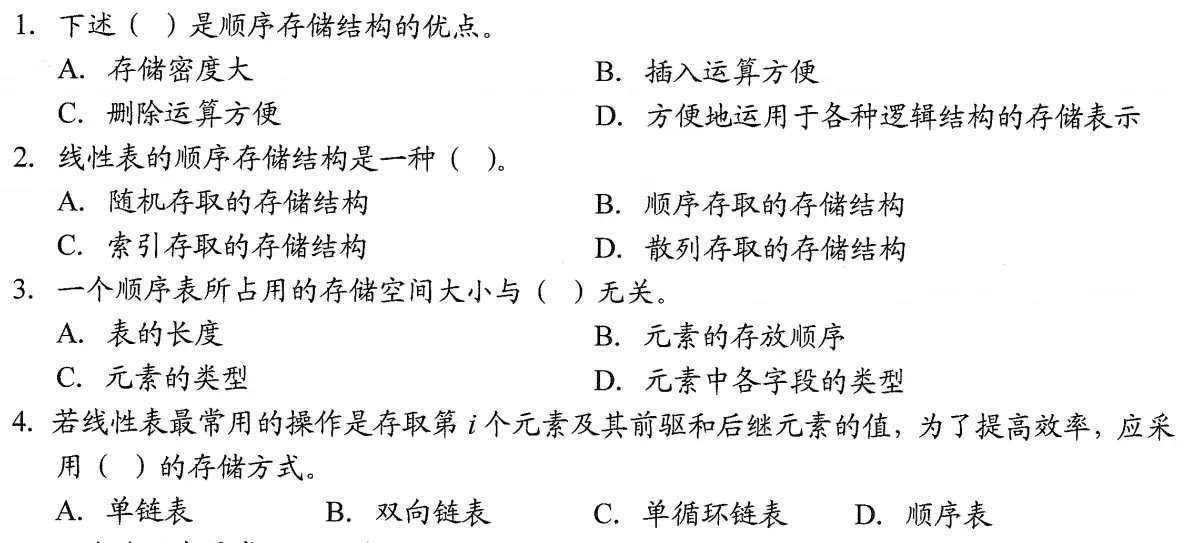 1. 下述（ ）是顺序存储结构的优点。
A. 存储密度大 B. 插入运算方便
C. 删除运算方便 D. 方便地运用于各种逻辑结构的存储表示
2. 线性表的顺序存储结构是一种（ ）。
A. 随机存取的存储结构 B. 顺序存取的存储结构
C. 索引存取的存储结构 D. 散列存取的存储结构
3. 一个顺序表所占用的存储空间大小与（ ）无关。
A. 表的长度 B. 元素的存放顺序
C. 元素的类型 D. 元素中各字段的类型
4. 若线性表最常用的操作是存取第 i 个元素及其前驱和后继元素的值，为了提高效率，应采
用（ ）的存储方式。
A. 单链表 B. 双向链表 C. 单循环链表 D. 顺序表